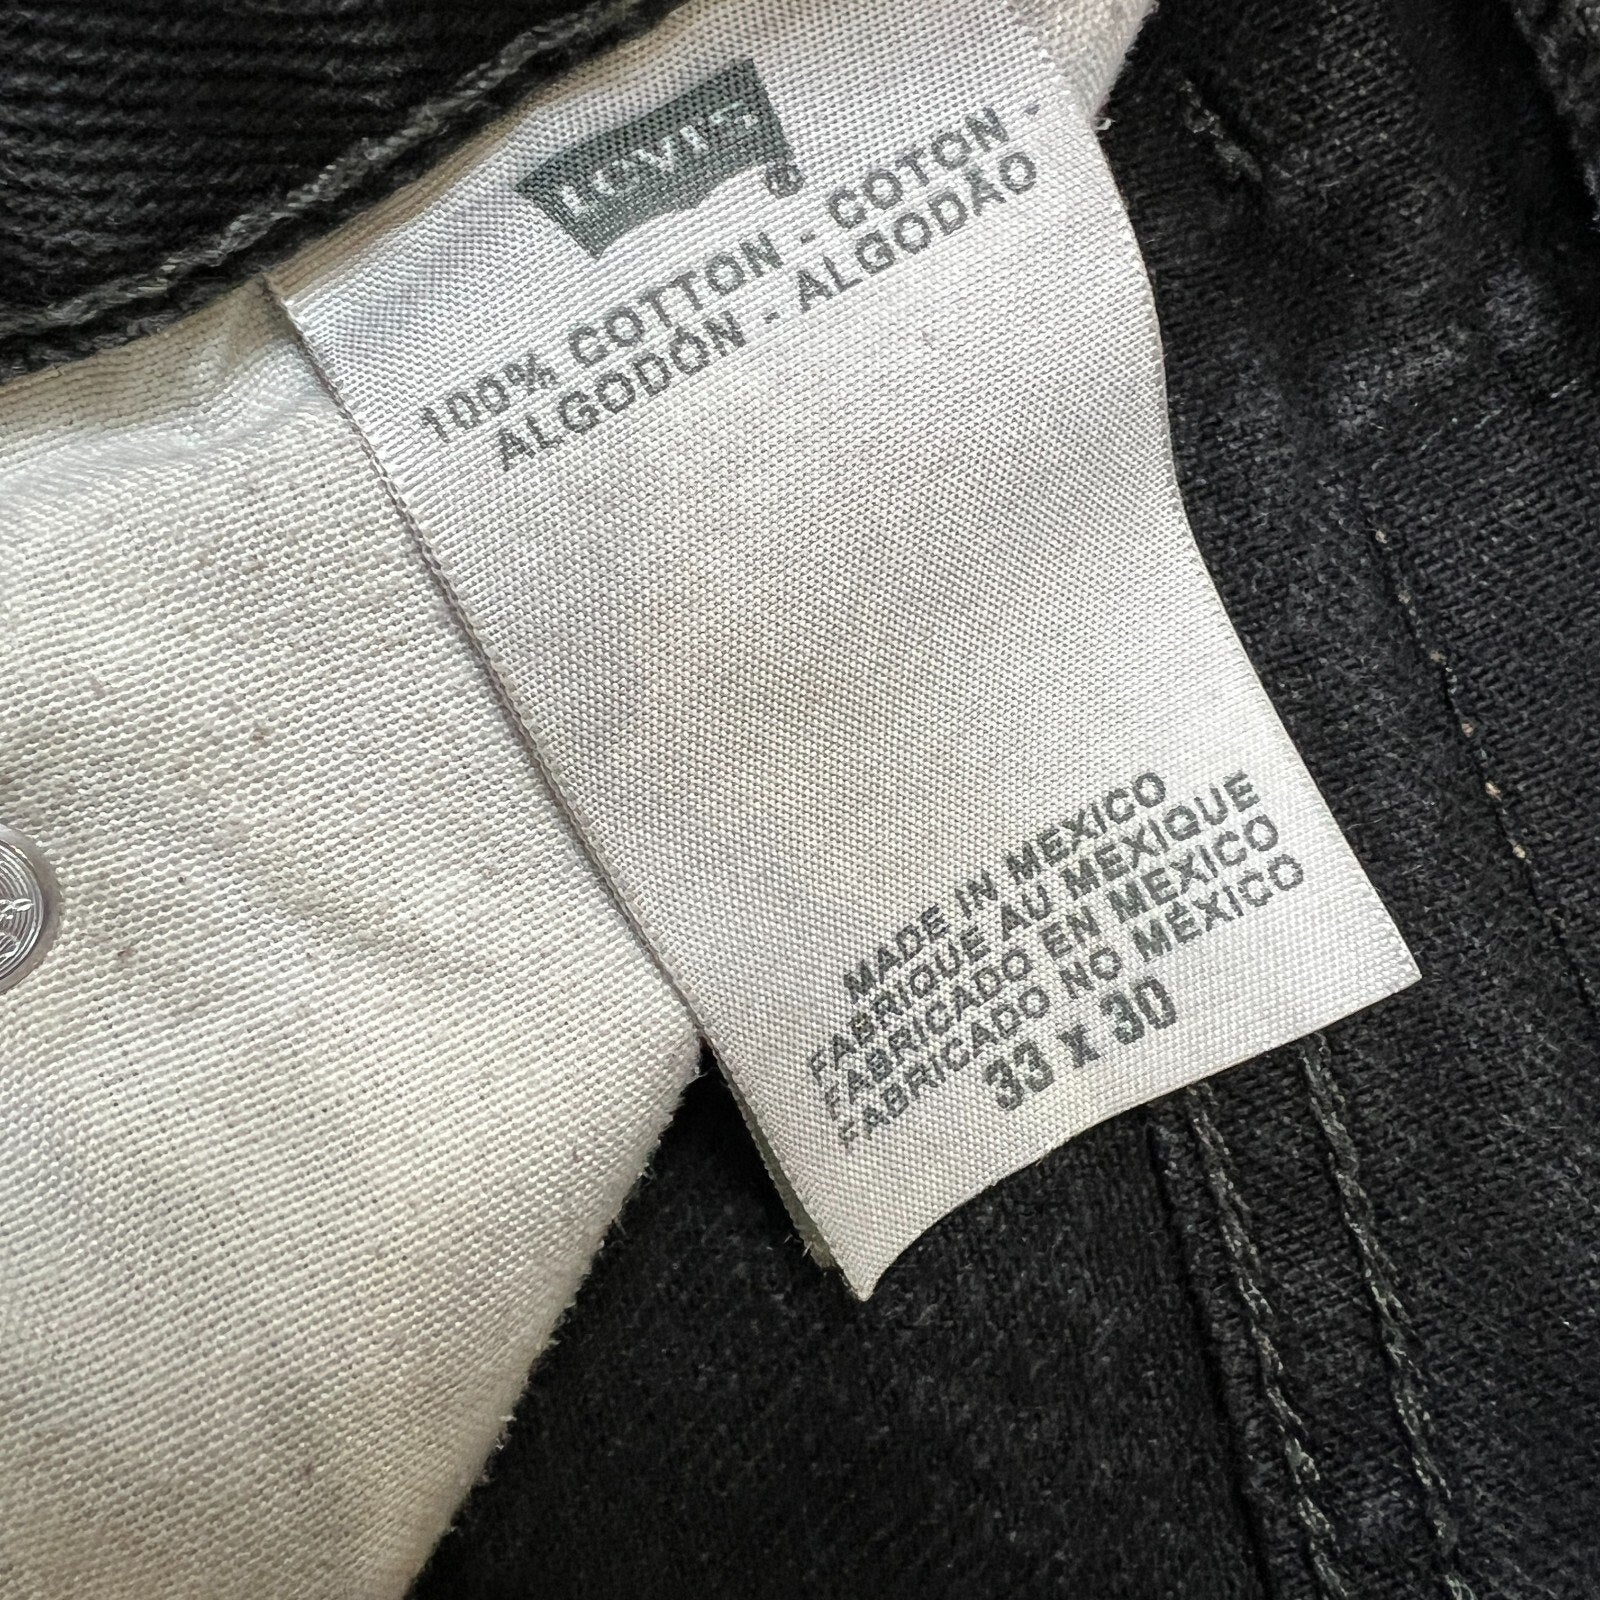 Levi's ®
100% COTTON - COTON -
ALGODÓN - ALGODÃO
MADE IN MEXICO
FABRIQUE AU MEXIQUE
FABRICADO EN MEXICO
FABRICADO NO MÉXICO
33 x 30